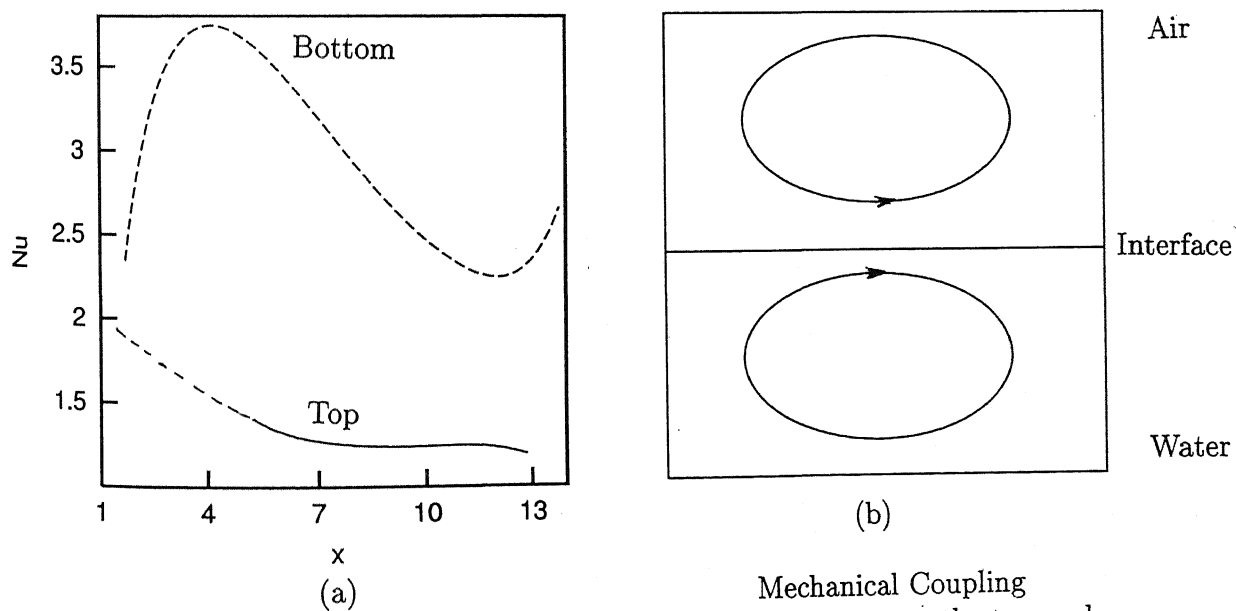 3.5
3
2.5
2
1.5
Nu
Bottom
Top
1 4 7 10 13
x
(a)
Air
Interface
Water
(b)
Mechanical Coupling